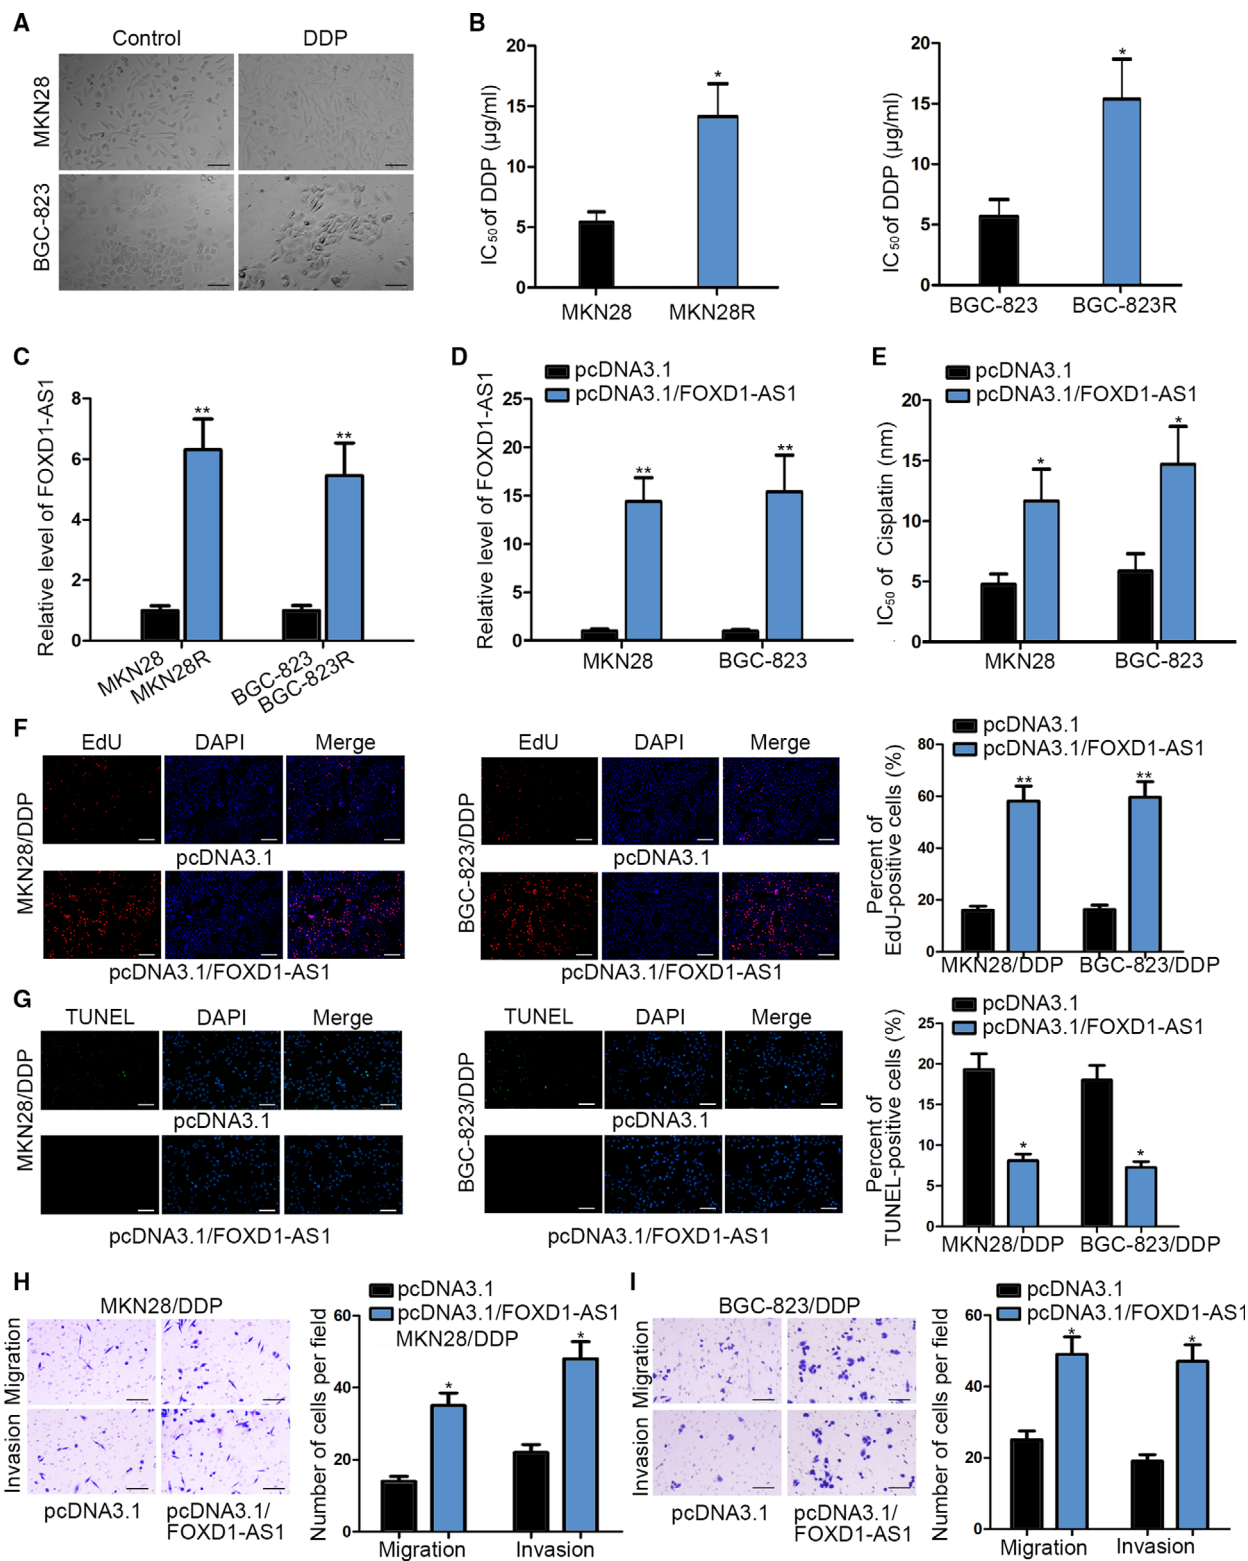 A
Control DDP
MKN28
BGC-823
B
20
15
10
5
0
IC50 of DDP (μg/ml)
*
MKN28 MKN28R
20
15
10
5
0
IC50 of DDP (μg/ml)
*
BGC-823 BGC-823R
C
8
6
4
2
0
Relative level of FOXD1-AS1
** **
MKN28
MKN28R
BGC-823
BGC-823R
D
pcDNA3.1
pcDNA3.1/FOXD1-AS1
25
20
15
10
5
0
Relative level of FOXD1-AS1
** **
MKN28 BGC-823
E
pcDNA3.1
pcDNA3.1/FOXD1-AS1
20
15
10
5
0
IC50 of Cisplatin (nm)
* *
MKN28 BGC-823
F
EdU DAPI Merge
MKN28/DDP
pcDNA3.1
pcDNA3.1/FOXD1-AS1
EdU DAPI Merge
BGC-823/DDP
pcDNA3.1
pcDNA3.1/FOXD1-AS1
pcDNA3.1
pcDNA3.1/FOXD1-AS1
80
60
40
20
0
Percent of
EdU-positive cells (%)
** **
MKN28/DDP BGC-823/DDP
G
TUNEL DAPI Merge
MKN28/DDP
pcDNA3.1
pcDNA3.1/FOXD1-AS1
TUNEL DAPI Merge
BGC-823/DDP
pcDNA3.1
pcDNA3.1/FOXD1-AS1
pcDNA3.1
pcDNA3.1/FOXD1-AS1
25
20
15
10
5
0
Percent of
TUNEL-positive cells (%)
* *
MKN28/DDP BGC-823/DDP
H
MKN28/DDP
Migration
Invasion
pcDNA3.1 pcDNA3.1/
FOXD1-AS1
pcDNA3.1
pcDNA3.1/FOXD1-AS1
MKN28/DDP
60
40
20
0
Number of cells per field
* *
Migration Invasion
I
BGC-823/DDP
Migration
Invasion
pcDNA3.1 pcDNA3.1/
FOXD1-AS1
pcDNA3.1
pcDNA3.1/FOXD1-AS1
60
40
20
0
Number of cells per field
* *
Migration Invasion